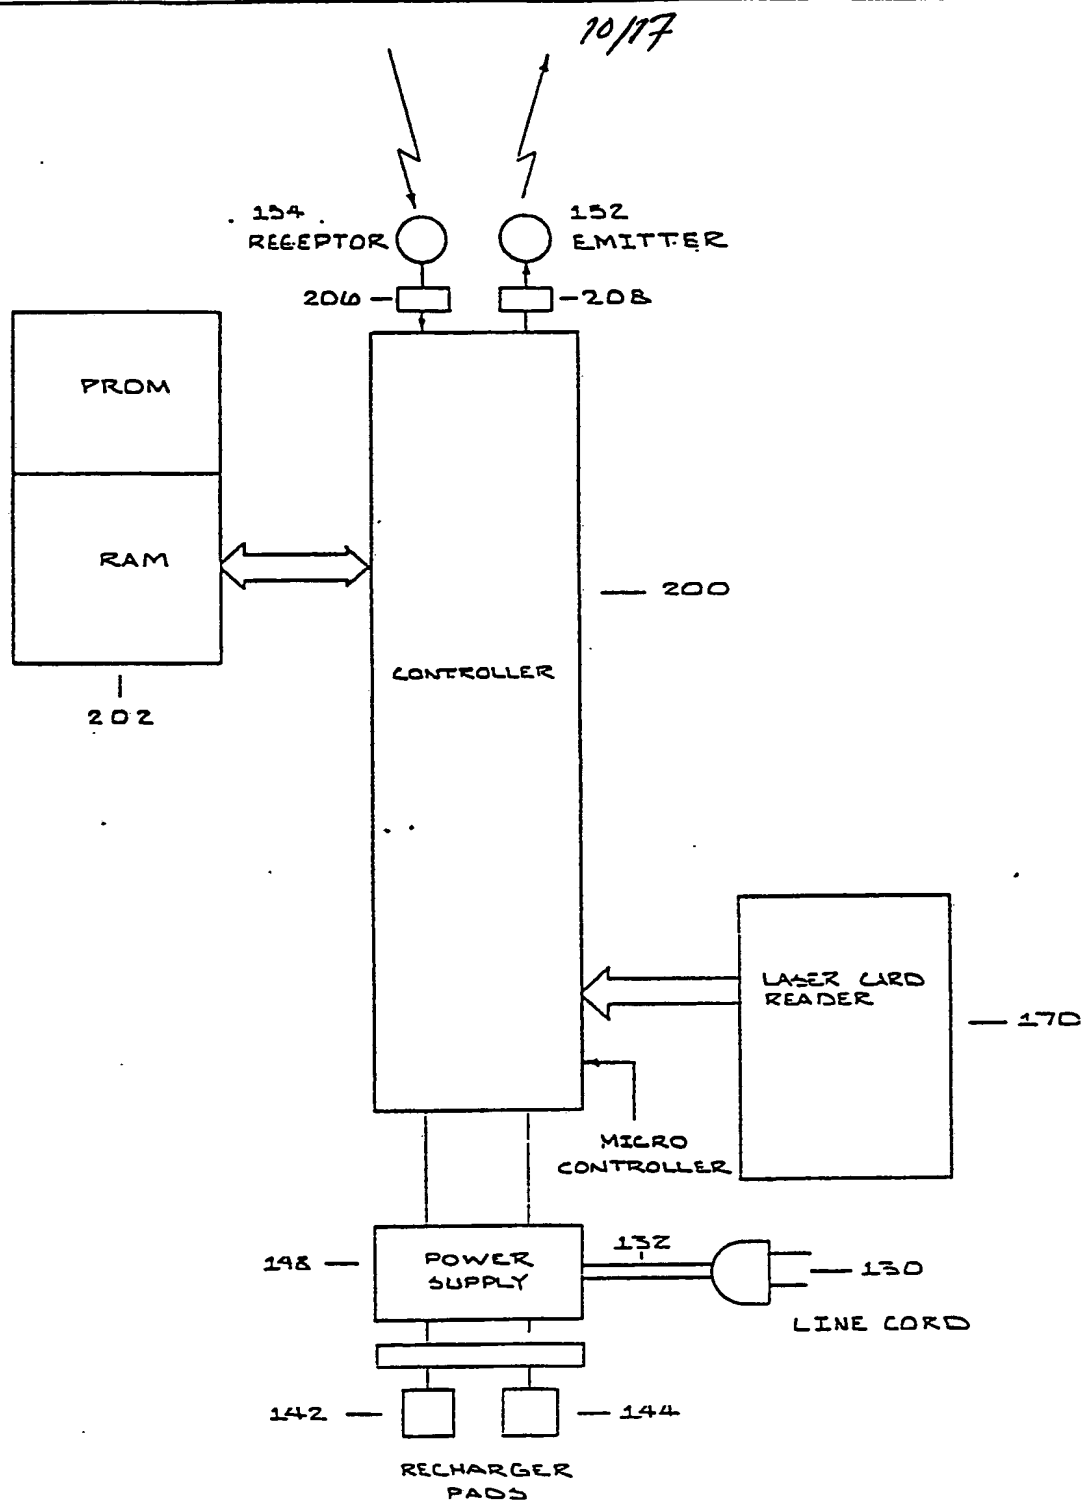 10/17
154
RECEPTOR
152
EMITTER
206
208
PROM
RAM
200
CONTROLLER
202
LASER CARD
READER
170
MICRO
CONTROLLER
148
POWER
SUPPLY
132
130
LINE CORD
142
144
RECHARGER
PADS